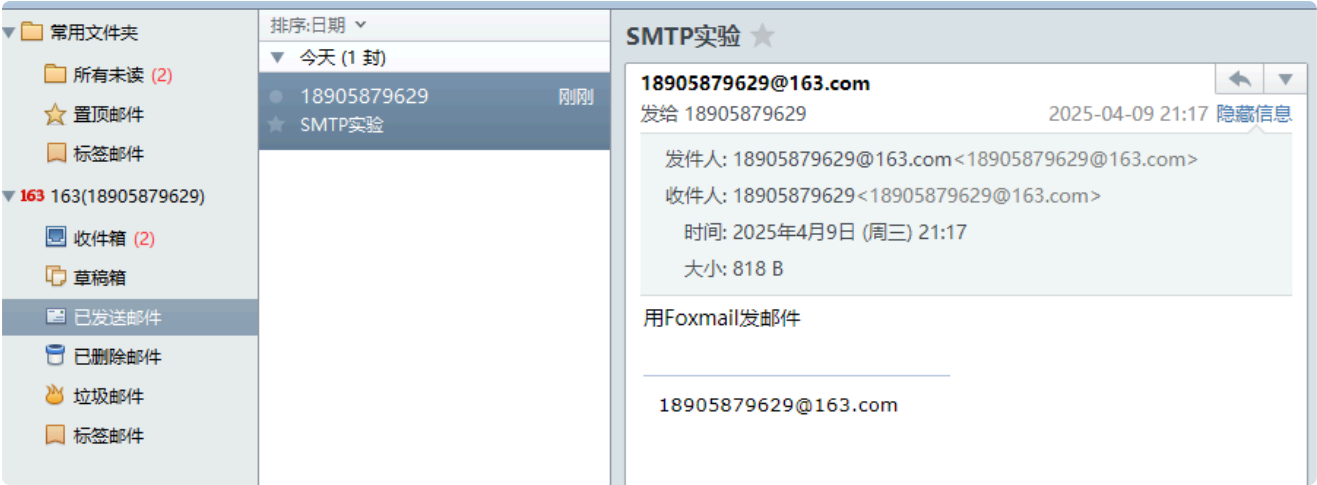 常用文件夹
所有未读 (2)
置顶邮件
标签邮件
163 163(18905879629)
收件箱 (2)
草稿箱
已发送邮件
已删除邮件
垃圾邮件
标签邮件
排序:日期
今天 (1 封)
18905879629 刚刚
SMTP实验
SMTP实验
18905879629@163.com
发给 18905879629 2025-04-09 21:17 隐藏信息
发件人: 18905879629@163.com<18905879629@163.com>
收件人: 18905879629<18905879629@163.com>
时间: 2025年4月9日 (周三) 21:17
大小: 818 B
用Foxmail发邮件
18905879629@163.com